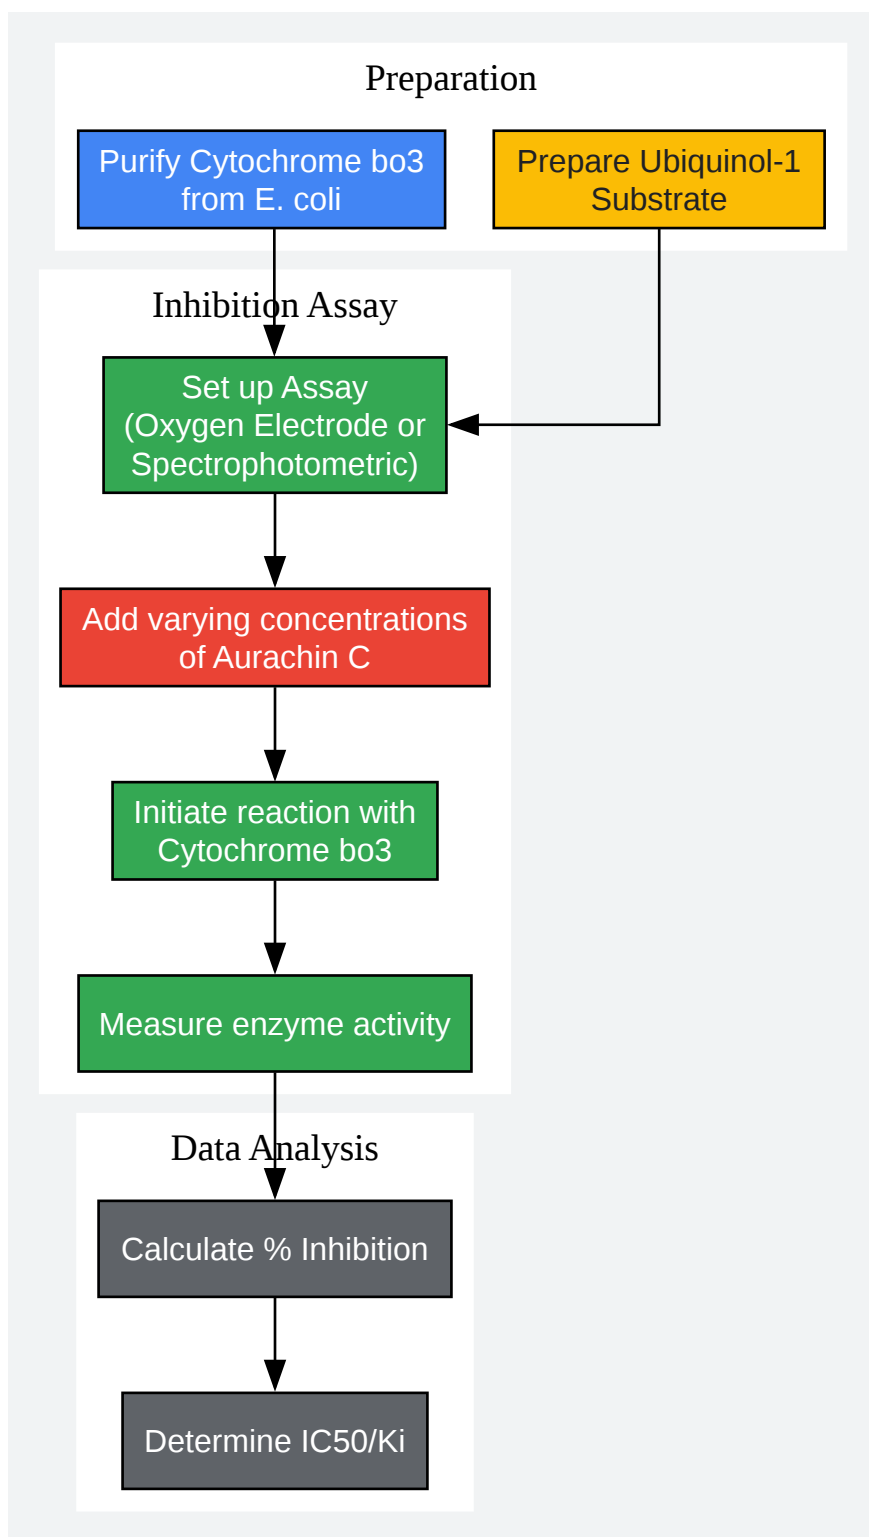 Preparation
Purify Cytochrome bo3
from E. coli
Prepare Ubiquinol-1
Substrate
Inhibition Assay
Set up Assay
(Oxygen Electrode or
Spectrophotometric)
Add varying concentrations
of Aurachin C
Initiate reaction with
Cytochrome bo3
Measure enzyme activity
Data Analysis
Calculate % Inhibition
Determine IC50/Ki